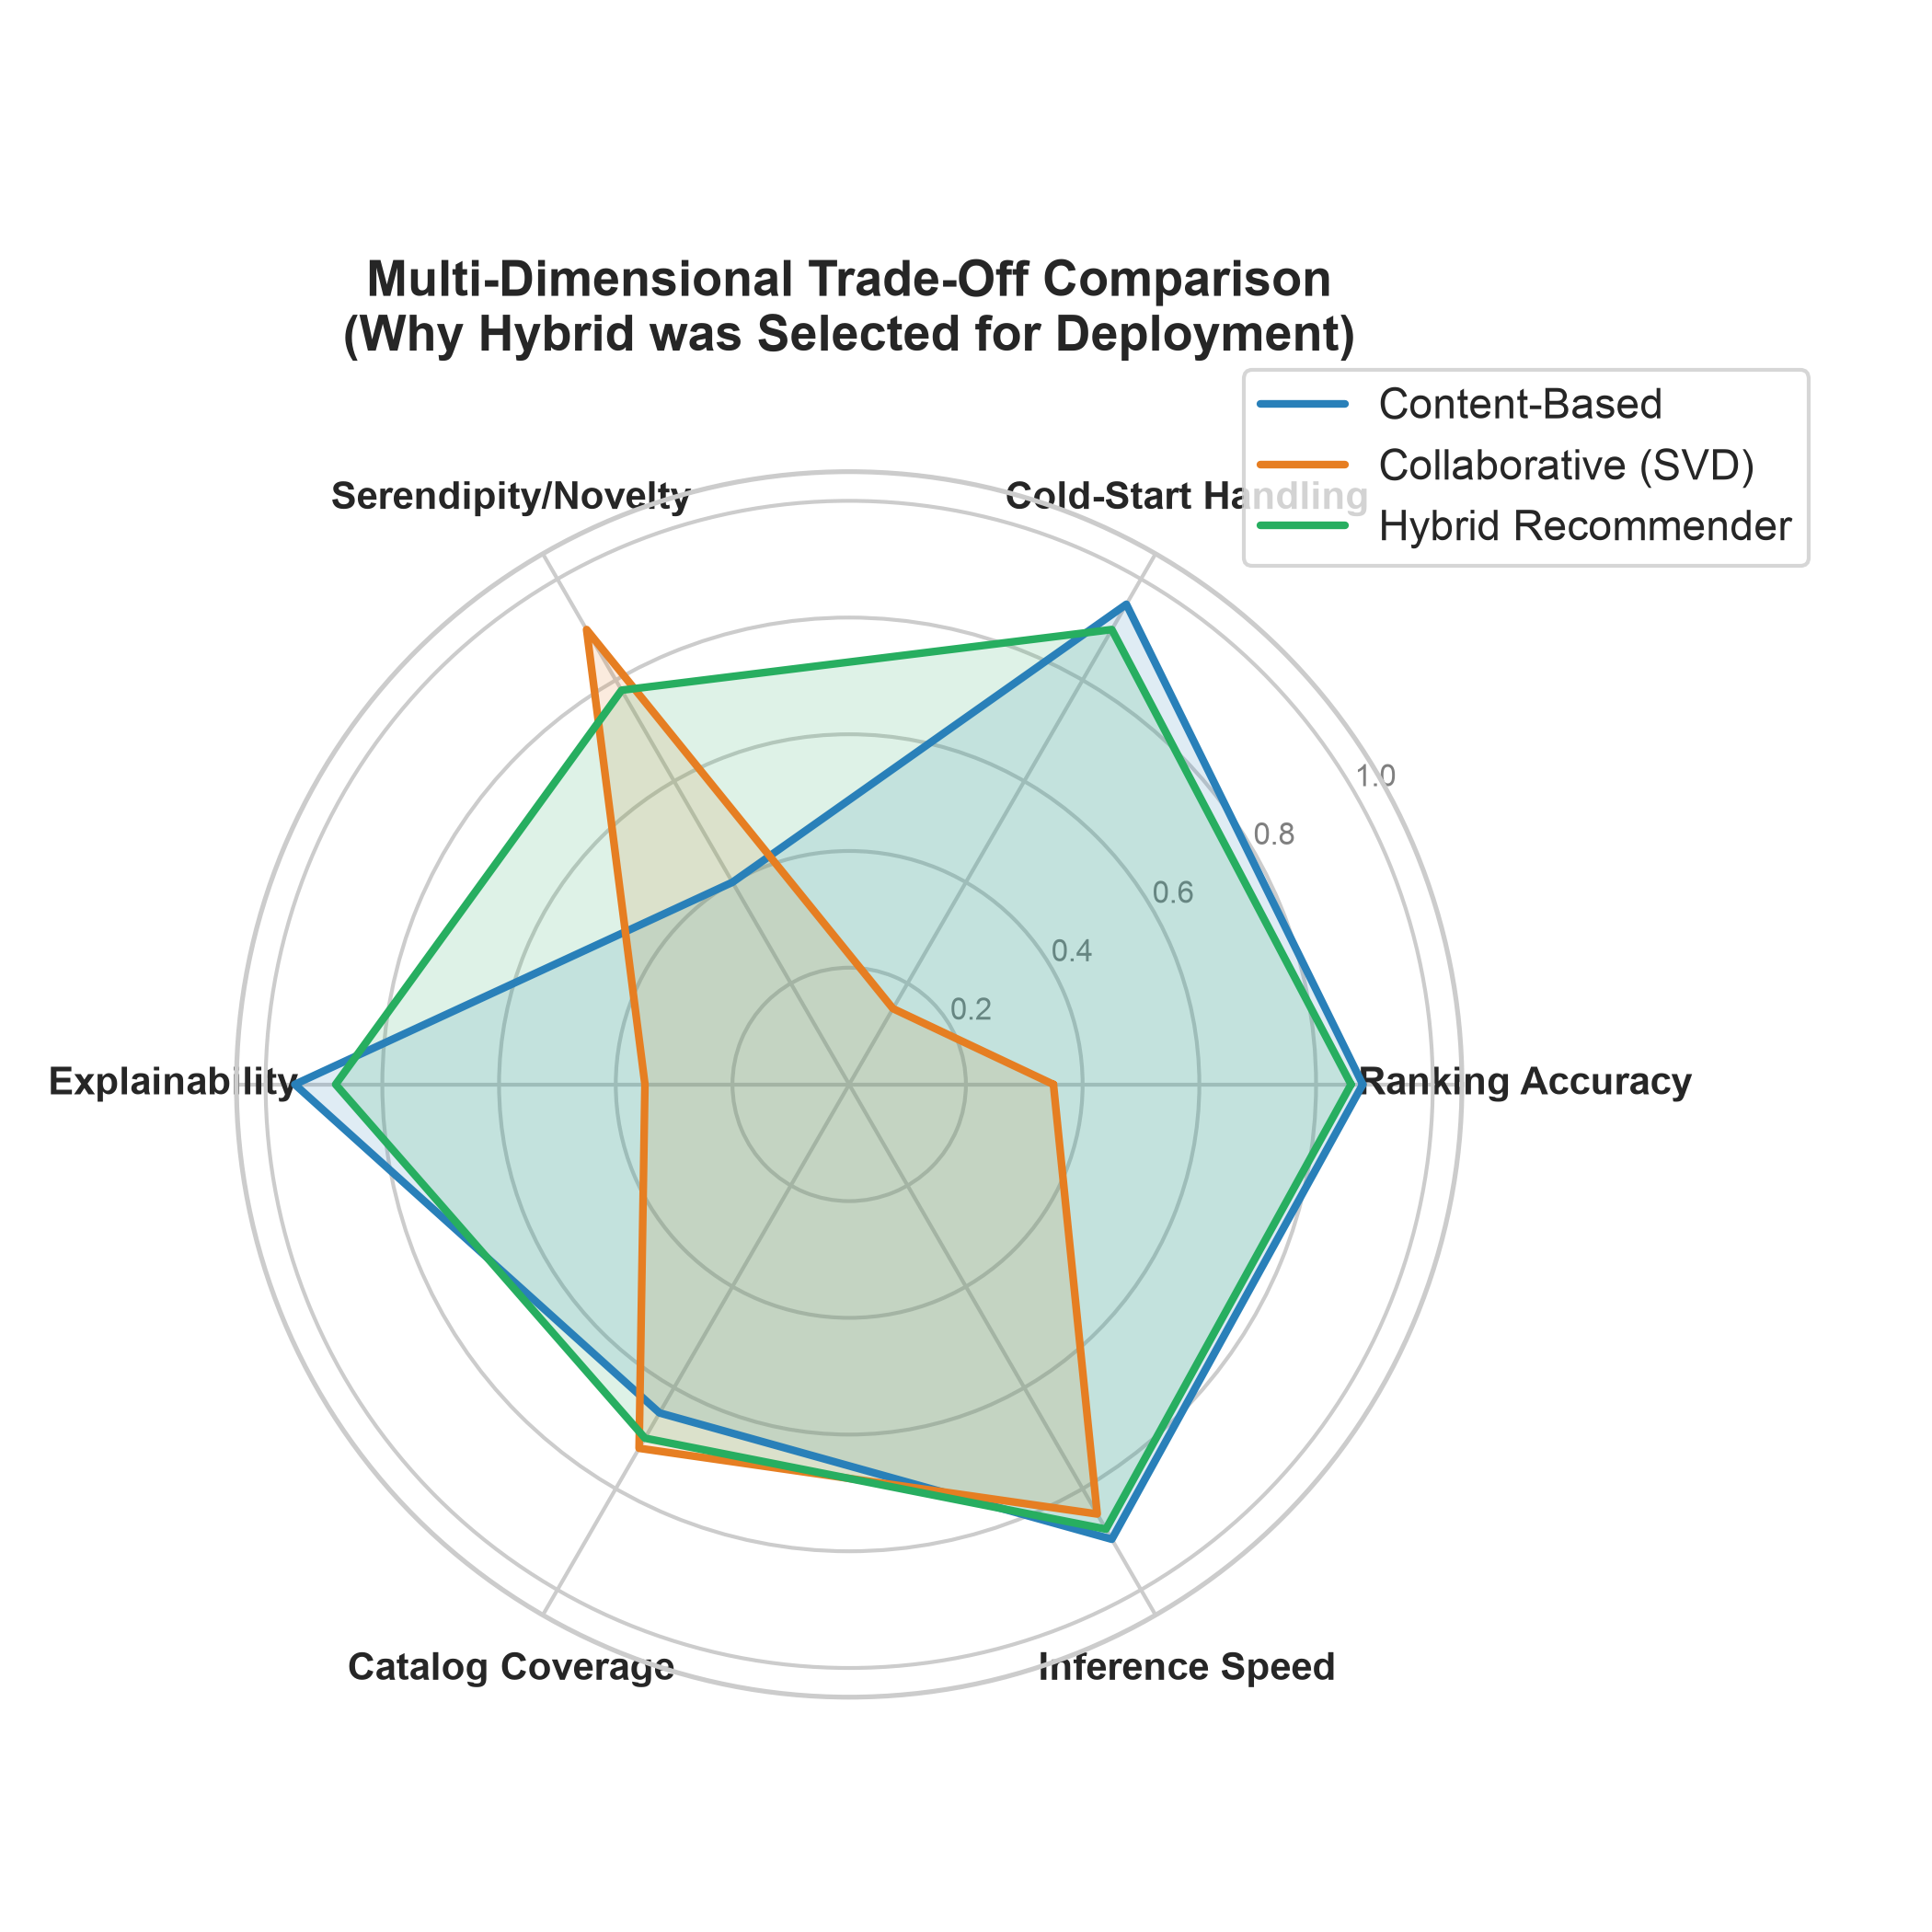 Multi-Dimensional Trade-Off Comparison
(Why Hybrid was Selected for Deployment)
Content-Based
Collaborative (SVD)
Hybrid Recommender
Serendipity/Novelty
Cold-Start Handling
1.0
0.8
0.6
0.4
0.2
Explainability
Ranking Accuracy
Catalog Coverage
Inference Speed